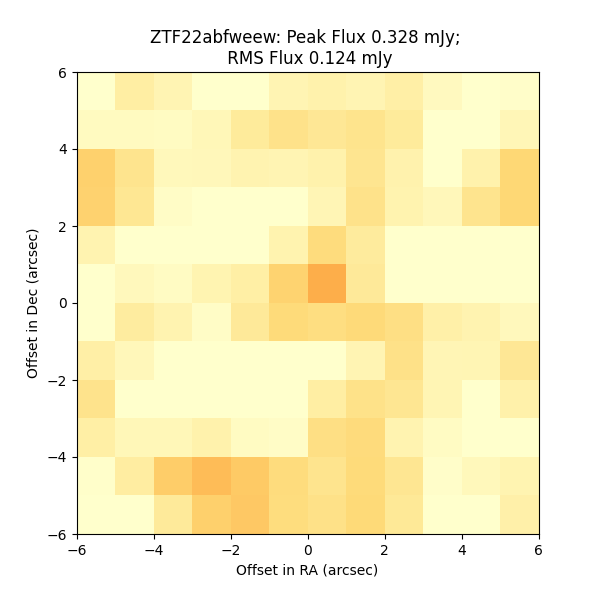 ZTF22abfweew: Peak Flux 0.328 mJy;
RMS Flux 0.124 mJy
6
4
2
0
−2
−4
−6
Offset in Dec (arcsec)
−6 −4 −2 0 2 4 6
Offset in RA (arcsec)